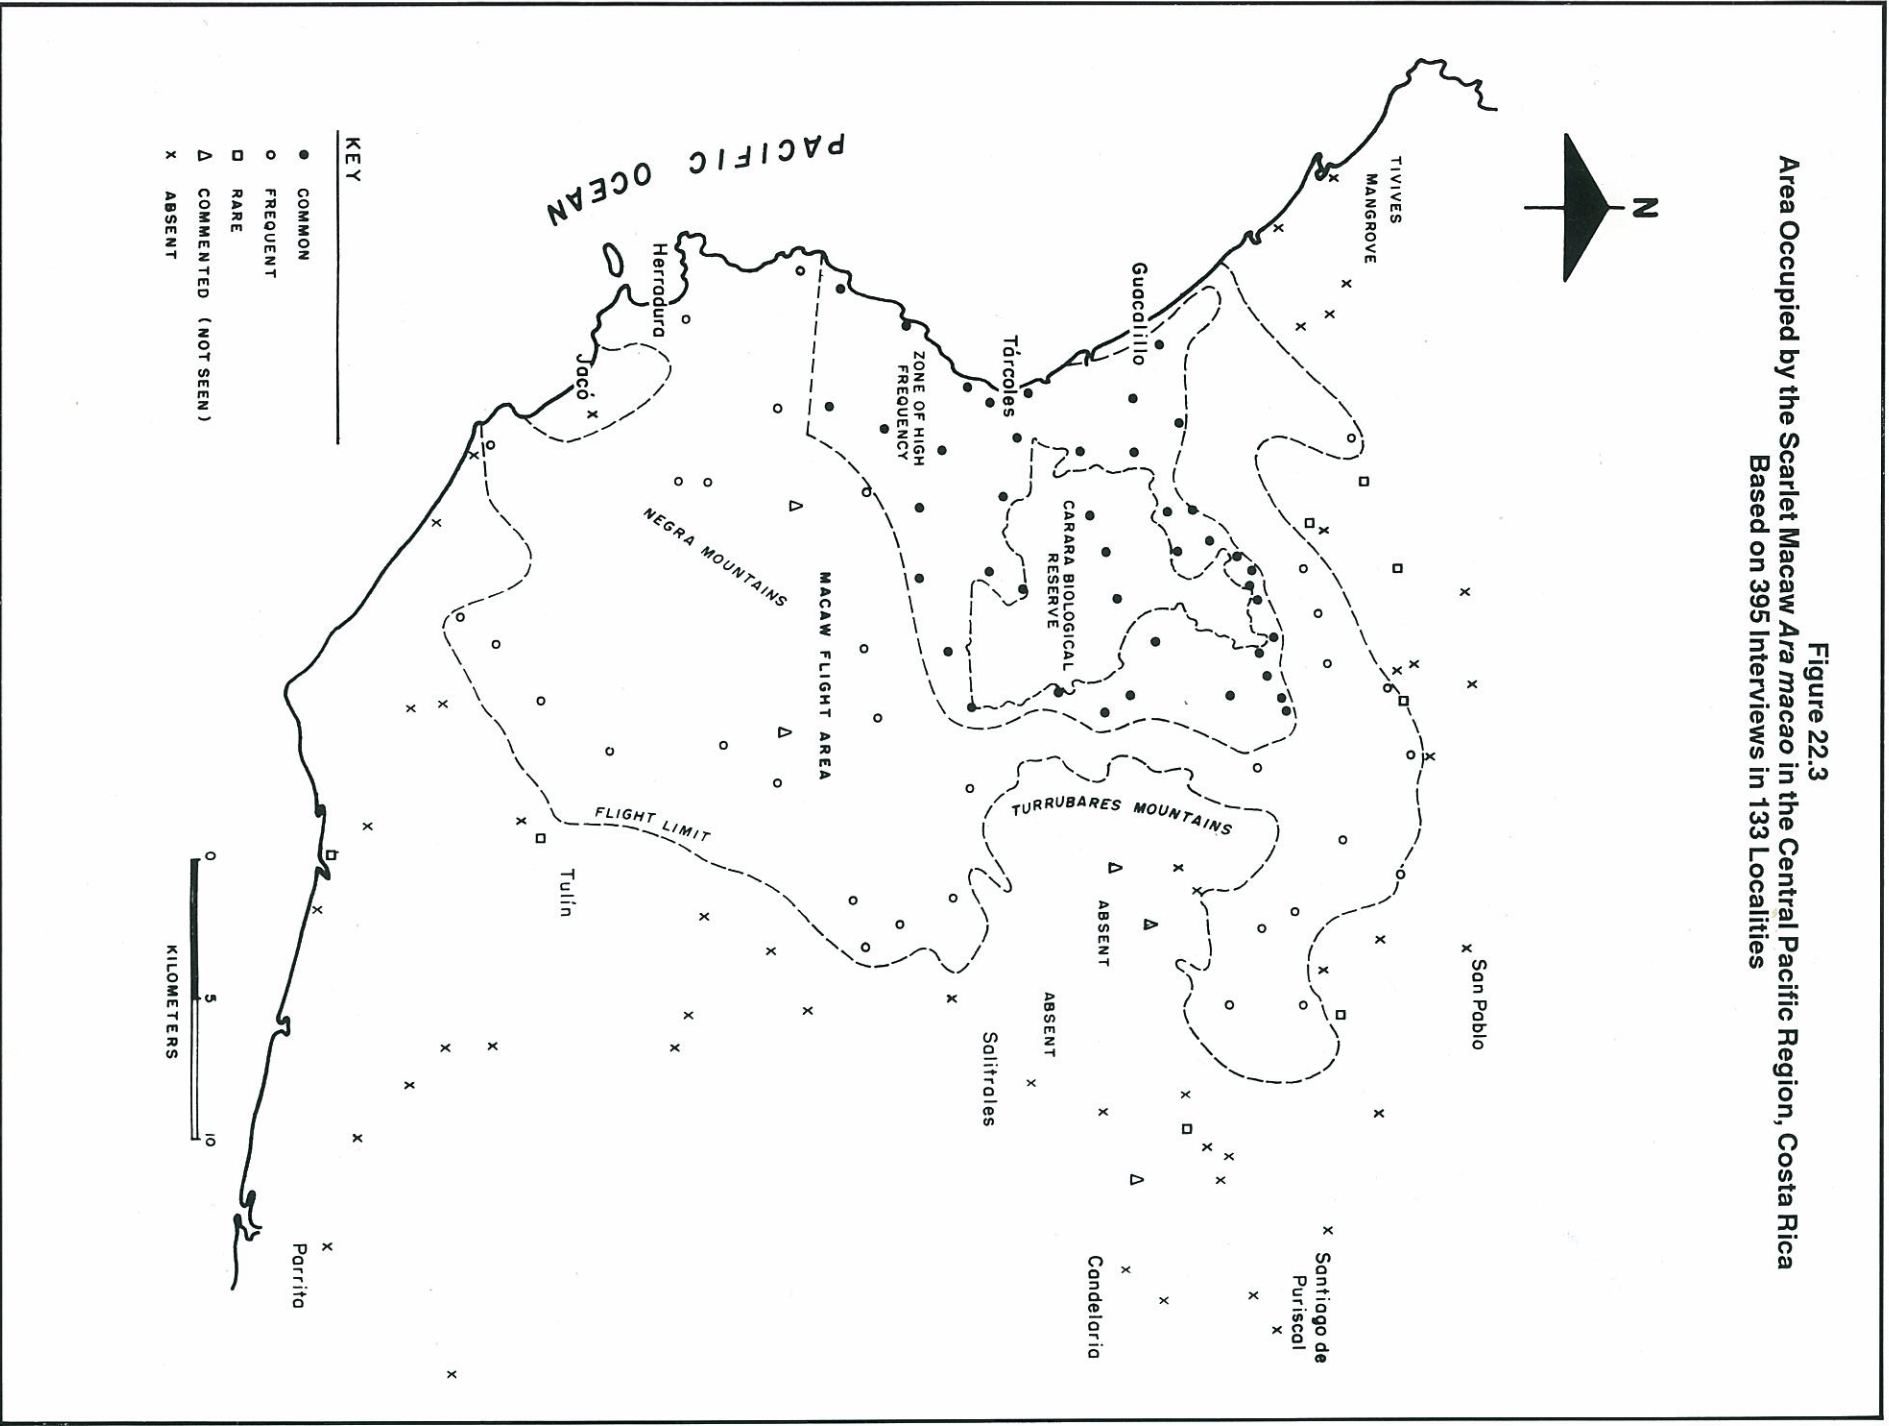 Figure 22.3
Area Occupied by the Scarlet Macaw Ara macao in the Central Pacific Region, Costa Rica
Based on 395 Interviews in 133 Localities
N
TIVIVES
MANGROVE
San Pablo
Guacalillo
Santiago de
Puriscal
Tárcoles
CARARA BIOLOGICAL
RESERVE
TURRUBARES MOUNTAINS
ABSENT
ABSENT
Candelaria
ZONE OF HIGH
FREQUENCY
Salitrales
PACIFIC OCEAN
MACAW FLIGHT AREA
NEGRA MOUNTAINS
FLIGHT LIMIT
Herradura
Jacó
Tulín
Parrita
KEY
COMMON
FREQUENT
RARE
COMMENTED (NOT SEEN)
ABSENT
0 5 10
KILOMETERS